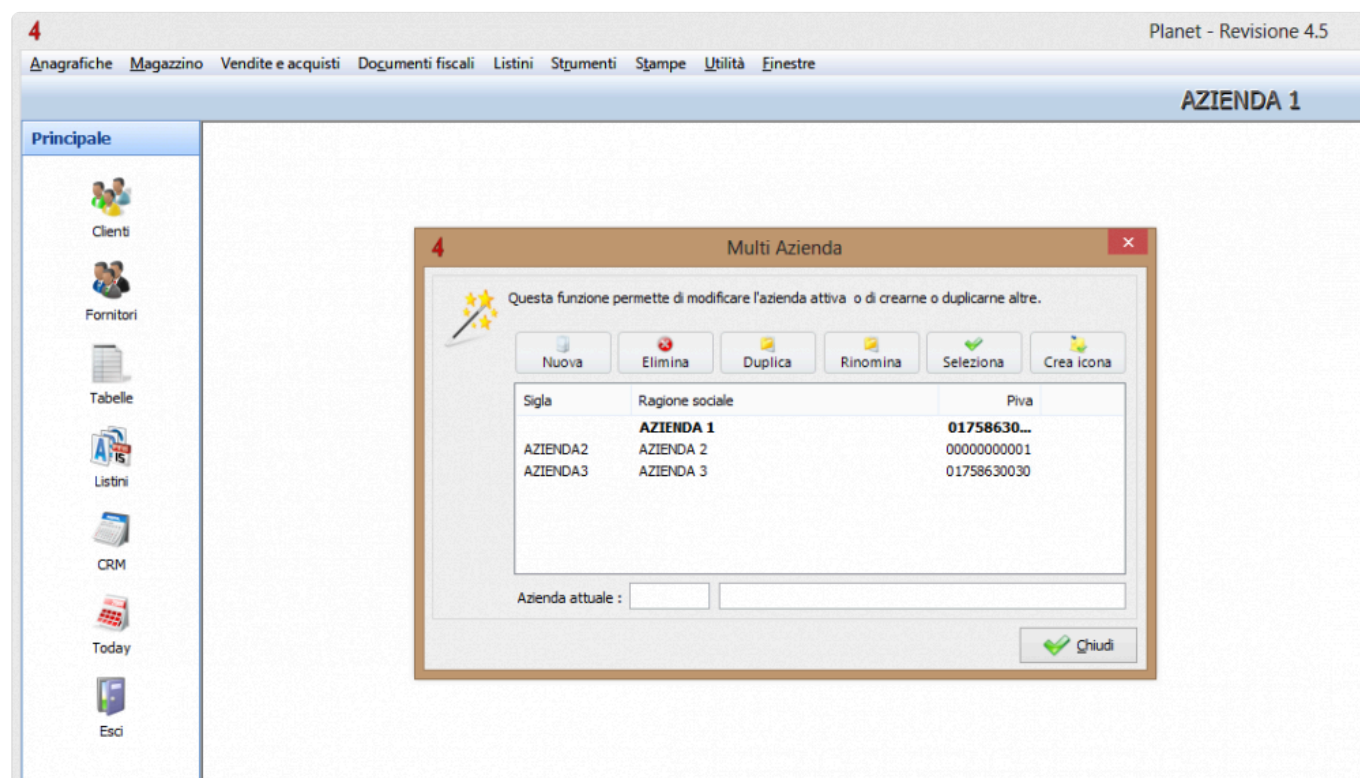 4
Planet - Revisione 4.5
Anagrafiche Magazzino Vendite e acquisti Documenti fiscali Listini Strumenti Stampe Utilità Finestre
AZIENDA 1
Principale
Clienti
Fornitori
Tabelle
Listini
CRM
Today
Esci
4
Multi Azienda
Questa funzione permette di modificare l'azienda attiva o di crearne o duplicarne altre.
Nuova Elimina Duplica Rinomina Seleziona Crea icona
Sigla Ragione sociale Piva
AZIENDA 1 01758630...
AZIENDA2 AZIENDA 2 00000000001
AZIENDA3 AZIENDA 3 01758630030
Azienda attuale :
Chiudi